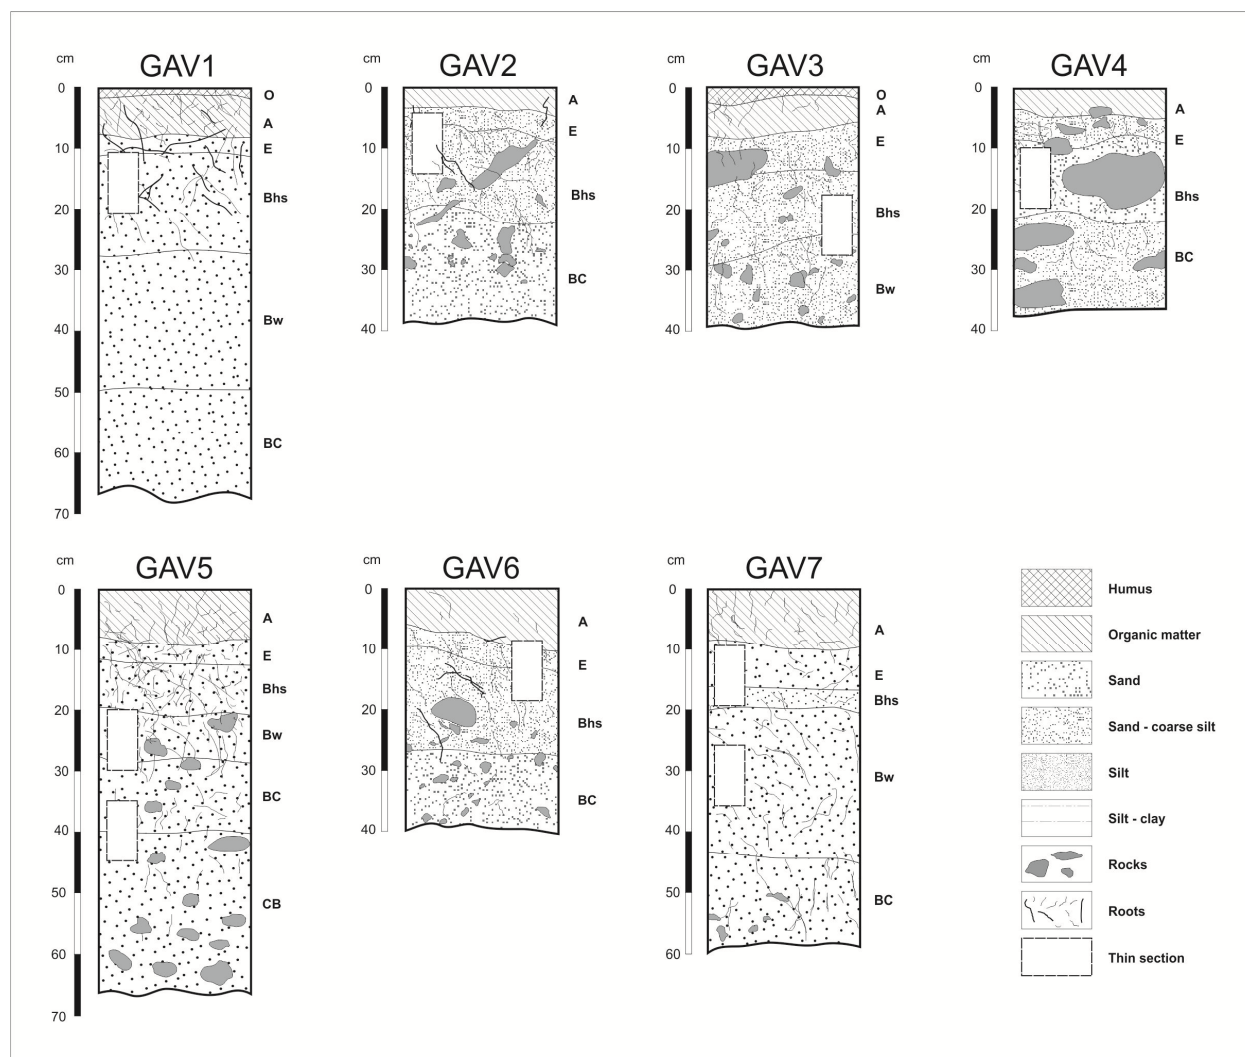 GAV1
cm
0
10
20
30
40
50
60
70
O
A
E
Bhs
Bw
BC
GAV2
cm
0
10
20
30
40
A
E
Bhs
BC
GAV3
cm
0
10
20
30
40
O
A
E
Bhs
Bw
GAV4
cm
0
10
20
30
40
A
E
Bhs
BC
GAV5
cm
0
10
20
30
40
50
60
70
A
E
Bhs
Bw
BC
CB
GAV6
cm
0
10
20
30
40
A
E
Bhs
BC
GAV7
cm
0
10
20
30
40
50
60
A
E
Bhs
Bw
BC
Humus
Organic matter
Sand
Sand - coarse silt
Silt
Silt - clay
Rocks
Roots
Thin section